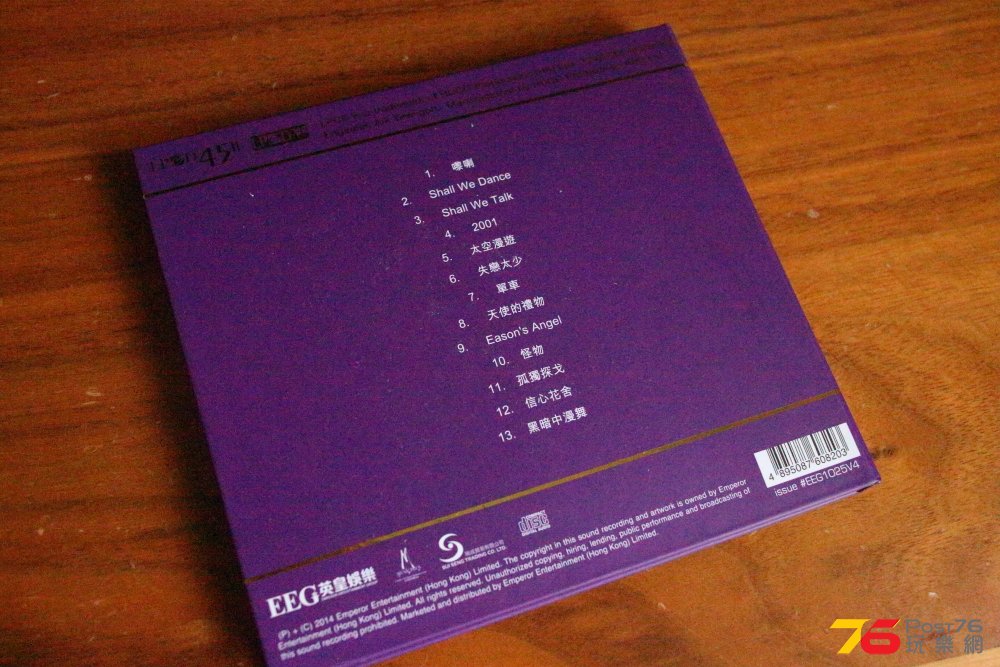 1. 嚟喇
2. Shall We Dance
3. Shall We Talk
4. 2001
5. 太空漫遊
6. 失戀太少
7. 單車
8. 天使的禮物
9. Eason's Angel
10. 怪物
11. 孤獨探戈
12. 信心花舍
13. 黑暗中漫舞
4 895087 608203
issue #EEG1025V4
EEG英皇娛樂
SUI SENG TRADING CO. LTD
(P) + (C) 2014 Emperor Entertainment (Hong Kong) Limited. The copyright in this sound recording and artwork is owned by Emperor
Entertainment (Hong Kong) Limited. All rights reserved. Unauthorized copying, hiring, lending, public performance and broadcasting of
this sound recording prohibited. Marketed and distributed by Emperor Entertainment (Hong Kong) Limited.
76 POST76
玩樂網